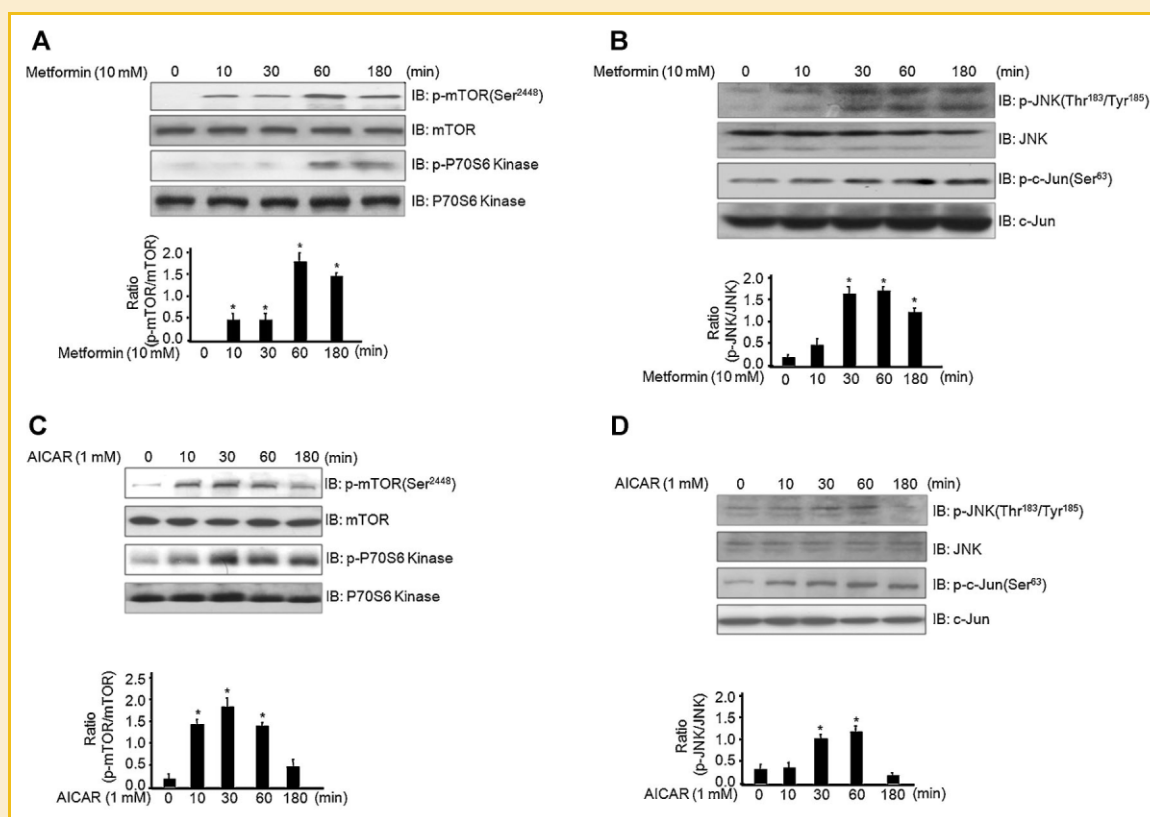 A
Metformin (10 mM) 0 10 30 60 180 (min)
IB: p-mTOR(Ser²⁴⁴⁸)
IB: mTOR
IB: p-P70S6 Kinase
IB: P70S6 Kinase
Ratio
(p-mTOR/mTOR)
2.0
1.5
1.0
0.5
0.0
* * * *
Metformin (10 mM) 0 10 30 60 180 (min)
B
Metformin (10 mM) 0 10 30 60 180 (min)
IB: p-JNK(Thr¹⁸³/Tyr¹⁸⁵)
IB: JNK
IB: p-c-Jun(Ser⁶³)
IB: c-Jun
Ratio
(p-JNK/JNK)
2.0
1.5
1.0
0.5
0.0
* * *
Metformin (10 mM) 0 10 30 60 180 (min)
C
AICAR (1 mM) 0 10 30 60 180 (min)
IB: p-mTOR(Ser²⁴⁴⁸)
IB: mTOR
IB: p-P70S6 Kinase
IB: P70S6 Kinase
Ratio
(p-mTOR/mTOR)
2.5
2.0
1.5
1.0
0.5
0.0
* * *
AICAR (1 mM) 0 10 30 60 180 (min)
D
AICAR (1 mM) 0 10 30 60 180 (min)
IB: p-JNK(Thr¹⁸³/Tyr¹⁸⁵)
IB: JNK
IB: p-c-Jun(Ser⁶³)
IB: c-Jun
Ratio
(p-JNK/JNK)
2.0
1.5
1.0
0.5
0.0
* *
AICAR (1 mM) 0 10 30 60 180 (min)